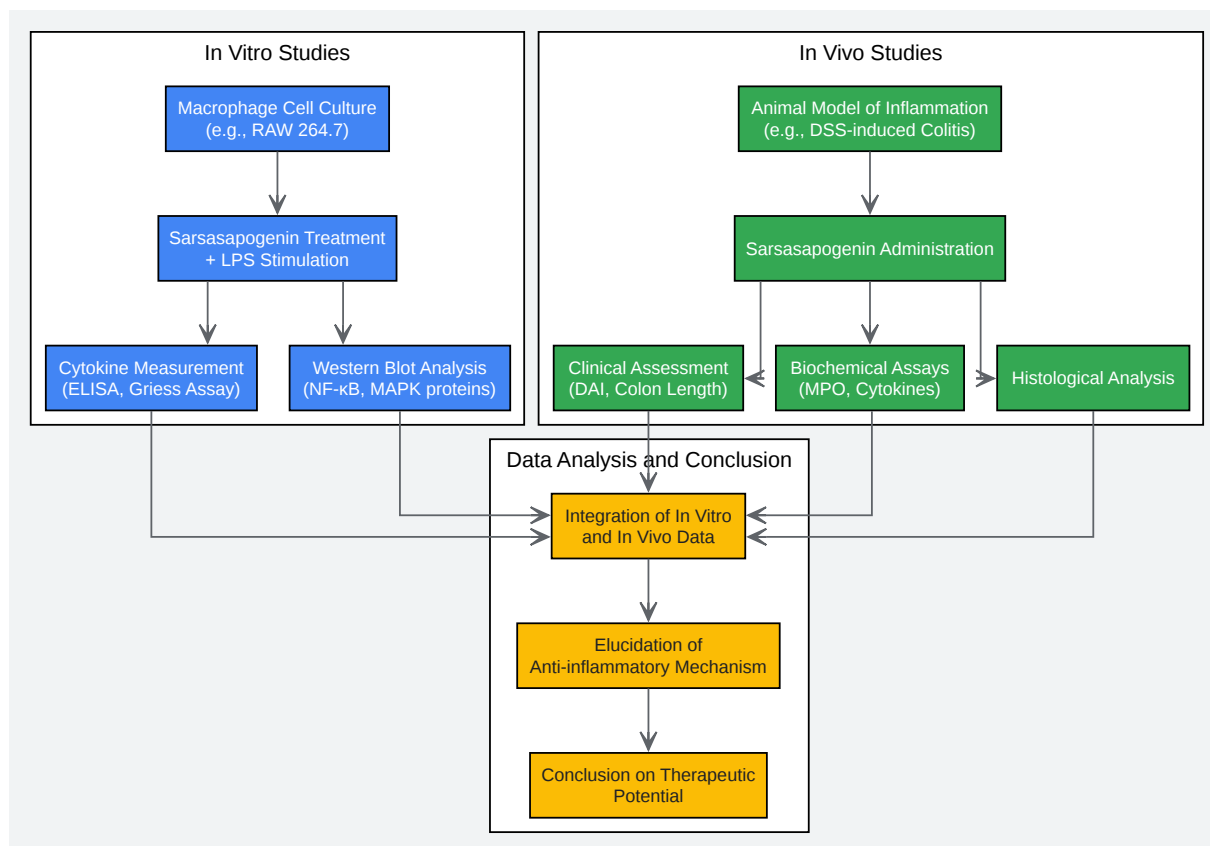 In Vitro Studies
Macrophage Cell Culture
(e.g., RAW 264.7)
Sarsasapogenin Treatment
+ LPS Stimulation
Cytokine Measurement
(ELISA, Griess Assay)
Western Blot Analysis
(NF-κB, MAPK proteins)
In Vivo Studies
Animal Model of Inflammation
(e.g., DSS-induced Colitis)
Sarsasapogenin Administration
Clinical Assessment
(DAI, Colon Length)
Biochemical Assays
(MPO, Cytokines)
Histological Analysis
Data Analysis and Conclusion
Integration of In Vitro
and In Vivo Data
Elucidation of
Anti-inflammatory Mechanism
Conclusion on Therapeutic
Potential